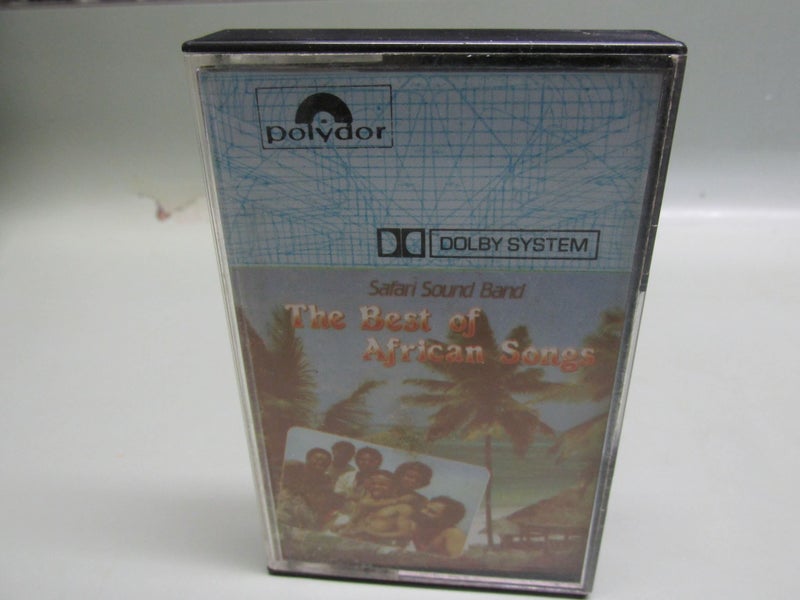 polydor
DOLBY SYSTEM
Safari Sound Band
The Best of
African Songs